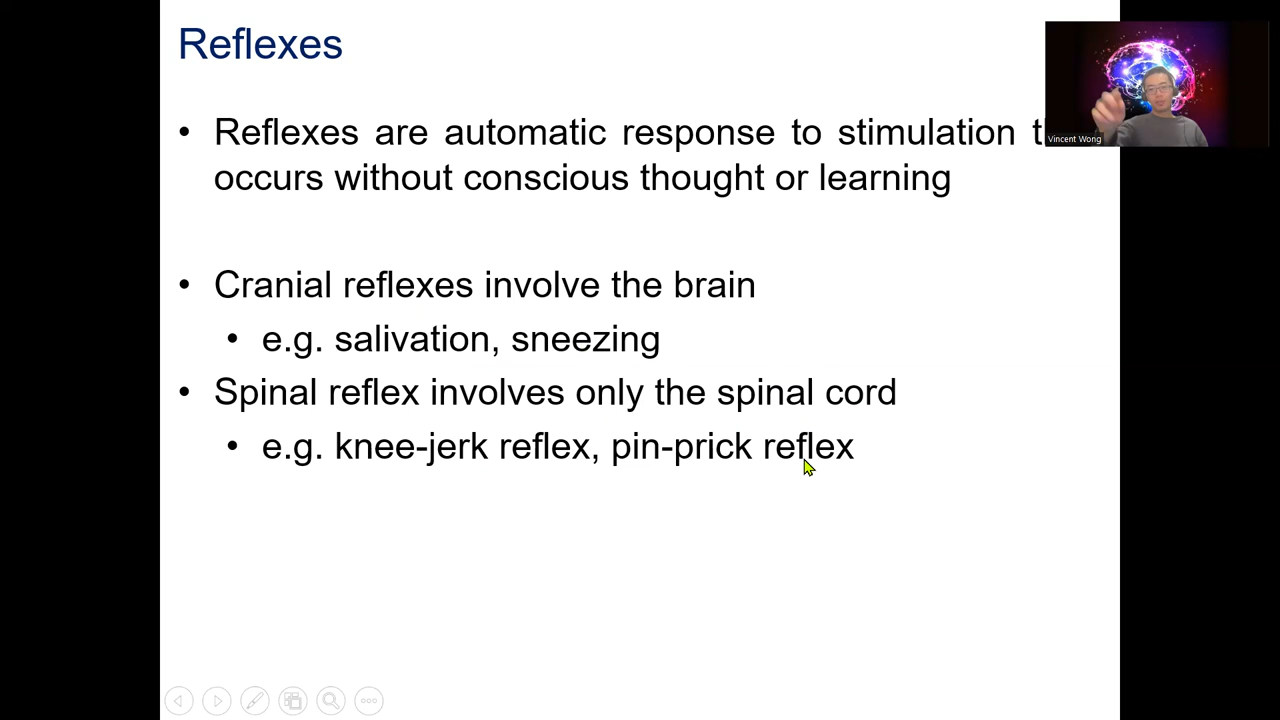 Reflexes
• Reflexes are automatic response to stimulation
occurs without conscious thought or learning
• Cranial reflexes involve the brain
• e.g. salivation, sneezing
• Spinal reflex involves only the spinal cord
• e.g. knee-jerk reflex, pin-prick reflex
Vincent Wong